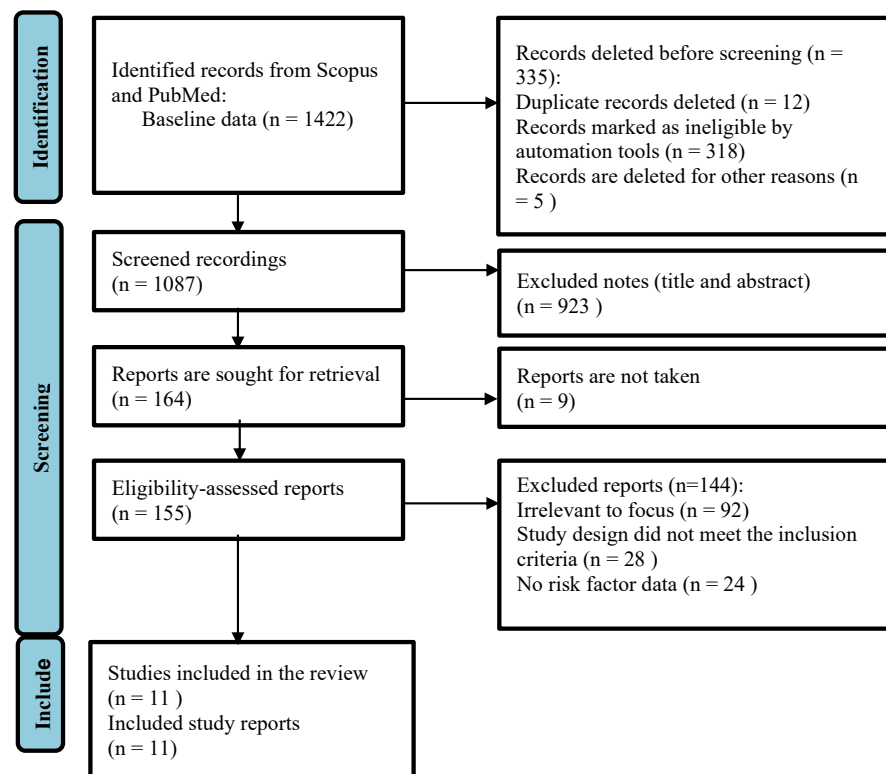 Identification
Identified records from Scopus
and PubMed:
Baseline data (n = 1422)
Records deleted before screening (n =
335):
Duplicate records deleted (n = 12)
Records marked as ineligible by
automation tools (n = 318)
Records are deleted for other reasons (n
= 5 )
Screening
Screened recordings
(n = 1087)
Excluded notes (title and abstract)
(n = 923 )
Reports are sought for retrieval
(n = 164)
Reports are not taken
(n = 9)
Eligibility-assessed reports
(n = 155)
Excluded reports (n=144):
Irrelevant to focus (n = 92)
Study design did not meet the inclusion
criteria (n = 28 )
No risk factor data (n = 24 )
Include
Studies included in the review
(n = 11 )
Included study reports
(n = 11)